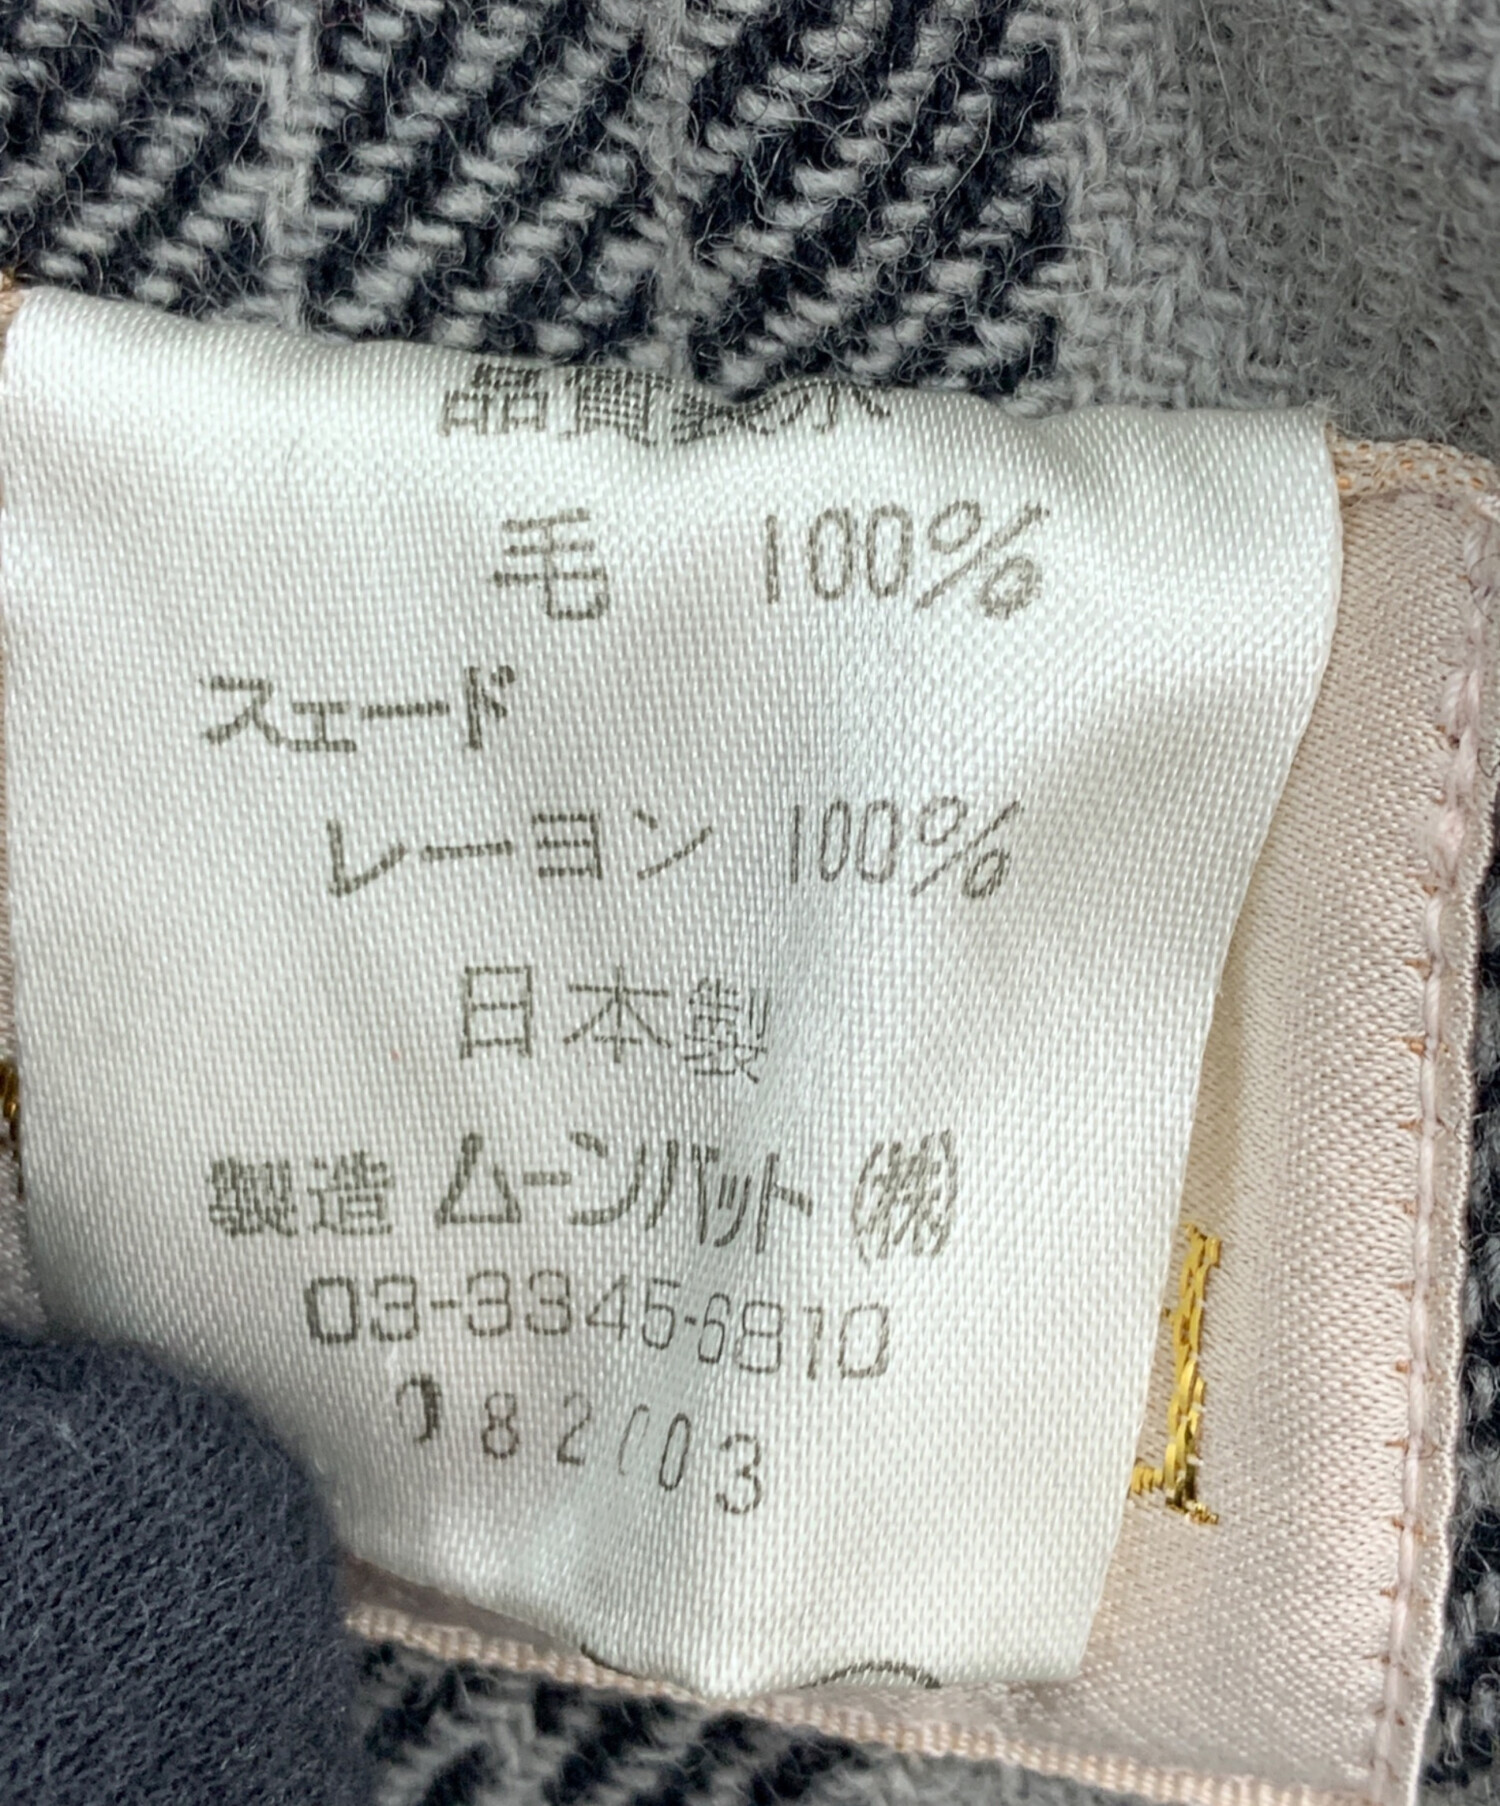 品質表示
毛 100%
スエード
レーヨン 100%
日本製
製造 ムーンバット(株)
03-3345-6810